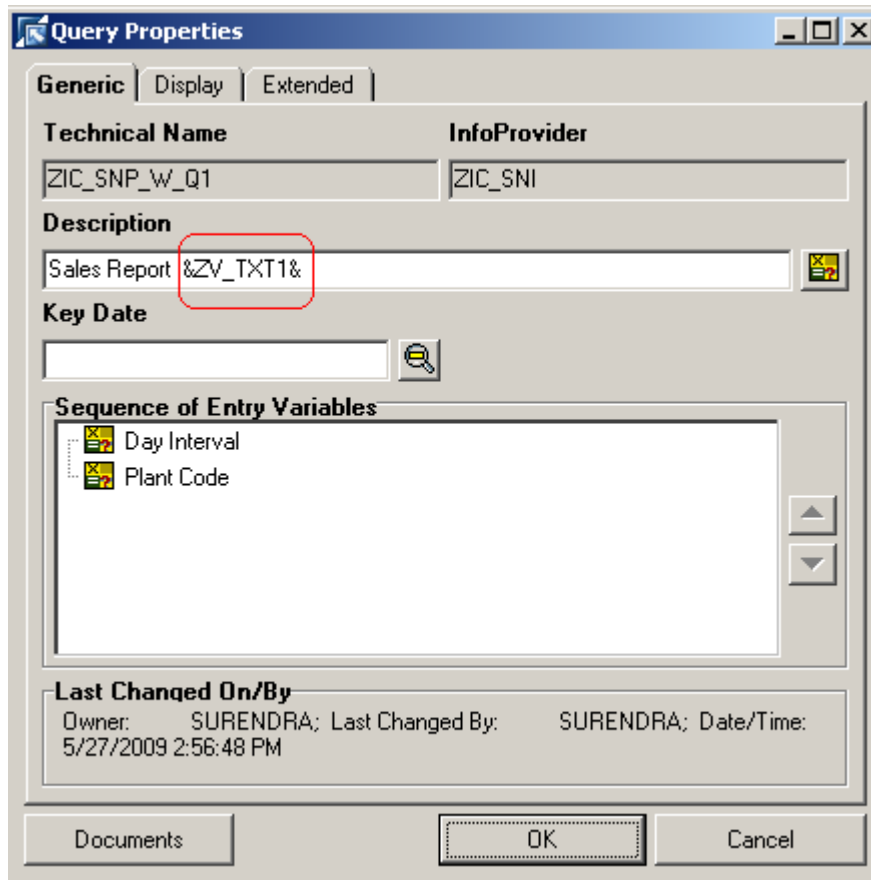 Query Properties
Generic Display Extended
Technical Name InfoProvider
ZIC_SNP_W_Q1 ZIC_SNI
Description
Sales Report &ZV_TXT1&
Key Date
Sequence of Entry Variables
Day Interval
Plant Code
Last Changed On/By
Owner: SURENDRA; Last Changed By: SURENDRA; Date/Time:
5/27/2009 2:56:48 PM
Documents OK Cancel